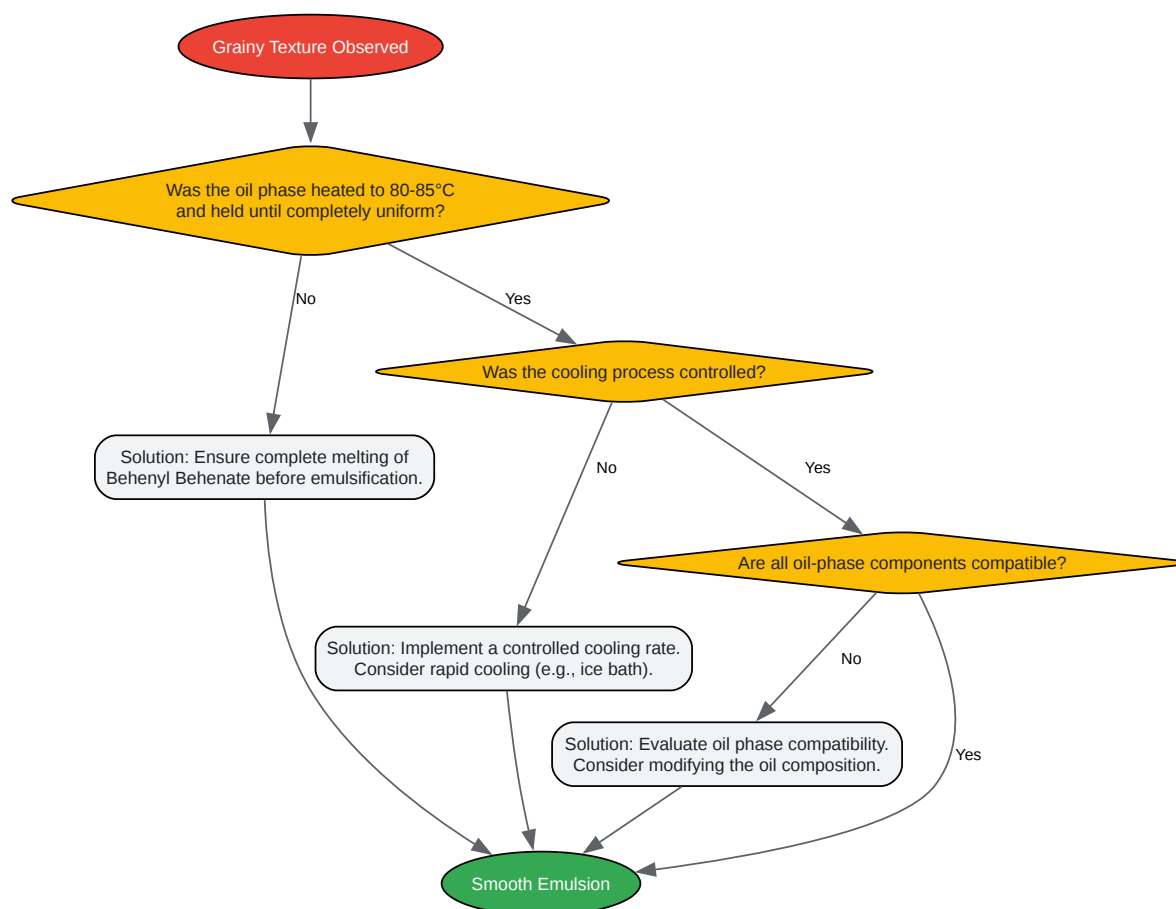 Grainy Texture Observed
Was the oil phase heated to 80-85°C
and held until completely uniform?
No
Yes
Was the cooling process controlled?
Solution: Ensure complete melting of
Behenyl Behenate before emulsification.
No
Yes
Are all oil-phase components compatible?
Solution: Implement a controlled cooling rate.
Consider rapid cooling (e.g., ice bath).
No
Solution: Evaluate oil phase compatibility.
Consider modifying the oil composition.
Yes
Smooth Emulsion